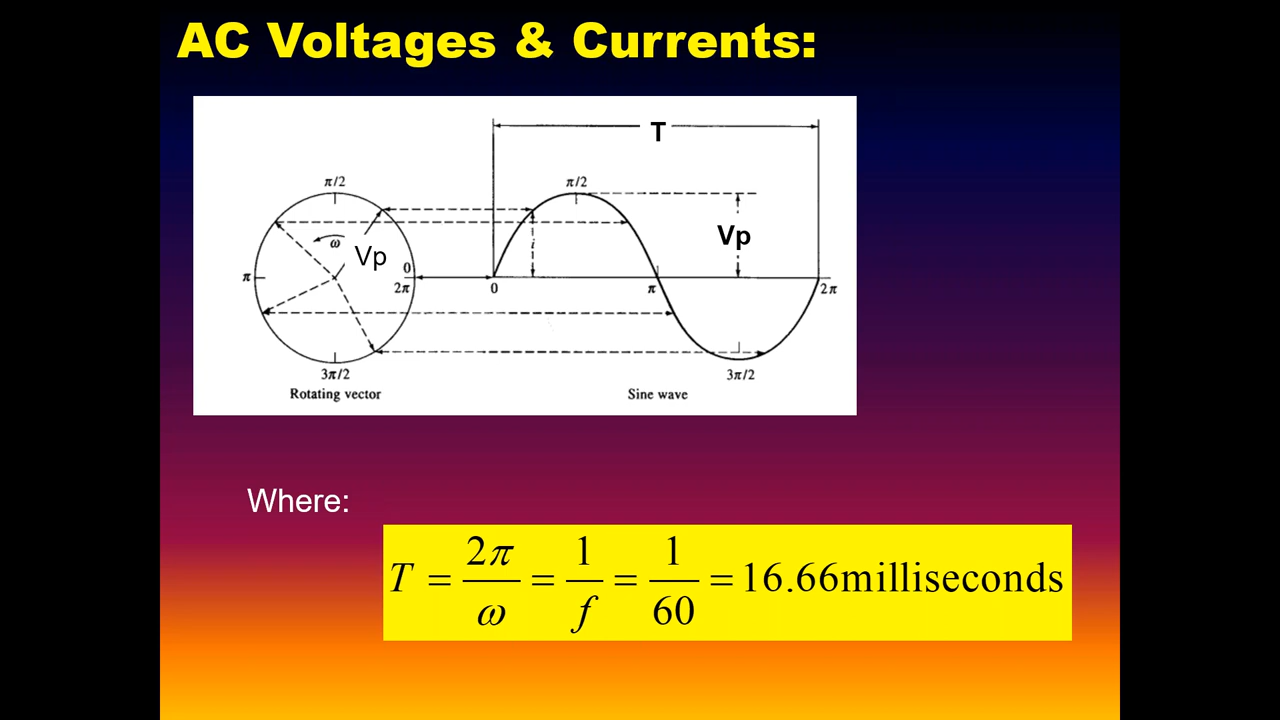 AC Voltages & Currents:
T
π/2
π/2
ω
Vp
i
Vp
π
0
2π
0
π
2π
3π/2
3π/2
Rotating vector
Sine wave
Where:
T = 2π/ω = 1/f = 1/60 = 16.66milliseconds